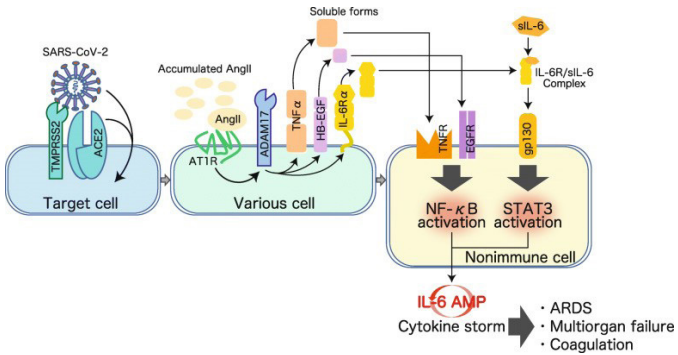 SARS-CoV-2
TMPRSS2
ACE2
Target cell
Accumulated AngII
AngII
AT1R
ADAM17
TNFα
HB-EGF
IL-6Rα
Soluble forms
Various cell
sIL-6
IL-6R/sIL-6
Complex
TNFR
EGFR
gp130
NF-κB
activation
STAT3
activation
Nonimmune cell
IL-6 AMP
Cytokine storm
・ARDS
・Multiorgan failure
・Coagulation